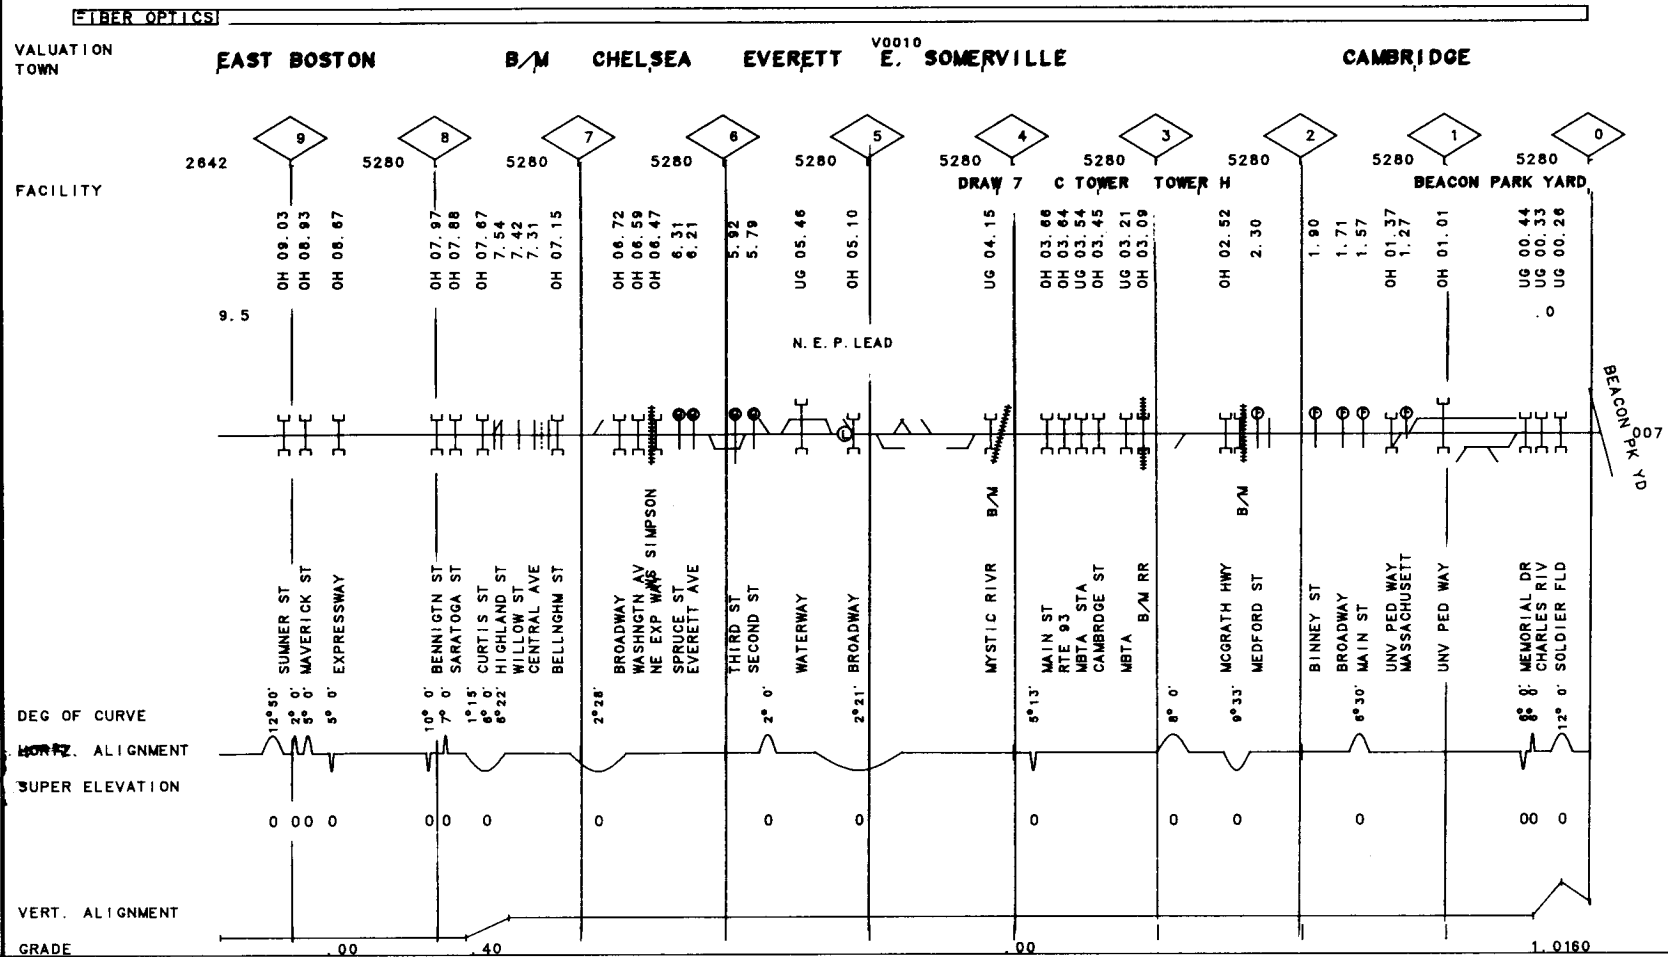 FIBER OPTICS
VALUATION V0010
TOWN EAST BOSTON B/M CHELSEA EVERETT E. SOMERVILLE CAMBRIDGE
9 8 7 6 5 4 3 2 1 0
2642 5280 5280 5280 5280 5280 5280 5280 5280 5280
FACILITY DRAW 7 C TOWER TOWER H BEACON PARK YARD
OH 09.03
OH 08.93
OH 08.67
OH 07.97
OH 07.88
OH 07.67
7.54
7.42
7.31
OH 07.15
OH 06.72
OH 06.59
OH 06.47
6.31
6.21
5.92
5.79
UG 05.46
OH 05.10
UG 04.15
OH 03.66
OH 03.64
UG 03.54
OH 03.45
UG 03.21
OH 03.09
OH 02.52
2.30
1.90
1.71
1.57
OH 01.37
1.27
OH 01.01
UG 00.44
UG 00.33
UG 00.26
9.5 .0
N.E.P. LEAD
BEACON PK YD
007
B/M
B/M
SUMNER ST
MAVERICK ST
EXPRESSWAY
BENNIGTN ST
SARATOGA ST
CURTIS ST
HIGHLAND ST
WILLOW ST
CENTRAL AVE
BELLNGHM ST
BROADWAY
WASHNGTN AV
NE EXP WAY
WS SIMPSON
SPRUCE ST
EVERETT AVE
THIRD ST
SECOND ST
WATERWAY
BROADWAY
MYSTIC RIVR
MAIN ST
RTE 93
MBTA STA
CAMBRDGE ST
MBTA
B/M RR
MCGRATH HWY
MEDFORD ST
BINNEY ST
BROADWAY
MAIN ST
UNV PED WAY
MASSACHUSETT
UNV PED WAY
MEMORIAL DR
CHARLES RIV
SOLDIER FLD
DEG OF CURVE 12°50' 2° 0' 5° 0' 5° 0' 10° 0' 7° 0' 1°15' 6° 0' 6°22' 2°28' 2° 0' 2°21' 5°13' 8° 0' 9°33' 6°30' 12° 0'
HORTZ. ALIGNMENT
SUPER ELEVATION
0 0 0 0 0 0 0 0 0 0 0 0 0 0 0 0 0
VERT. ALIGNMENT
GRADE .00 .40 .00 1.0160